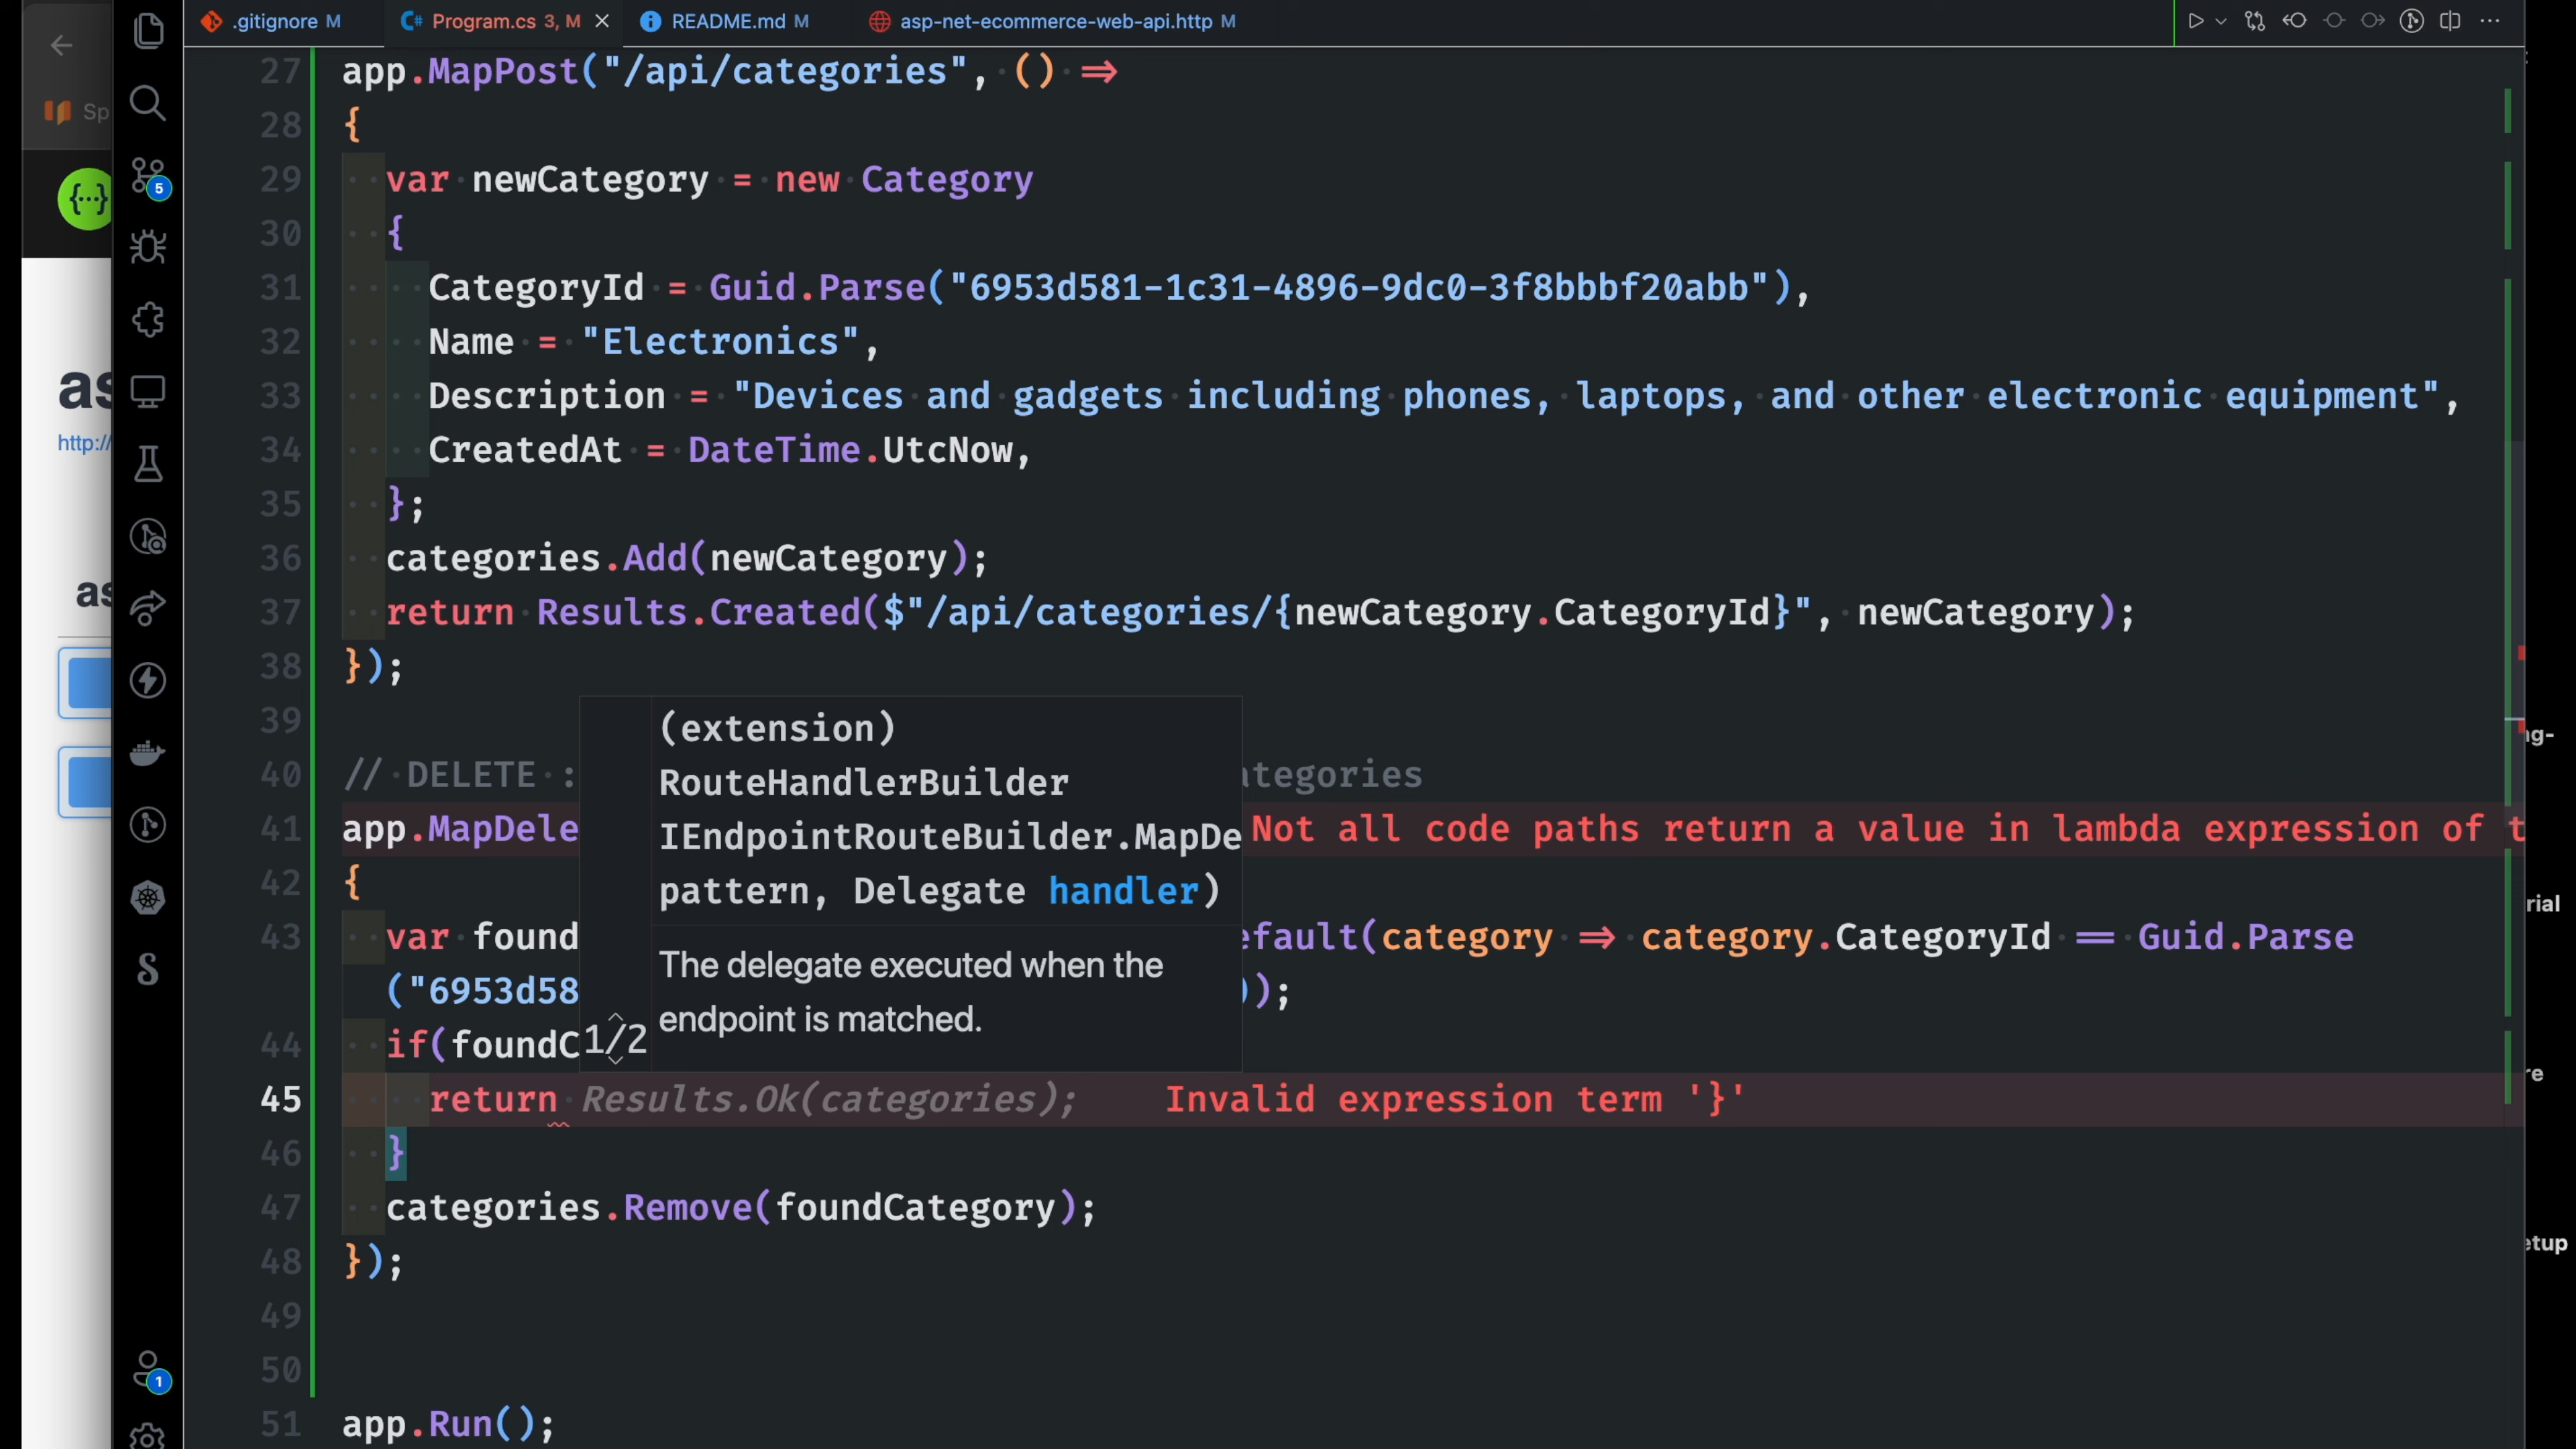 .gitignore M
Program.cs 3, M
README.md M
asp-net-ecommerce-web-api.http M
27 app.MapPost("/api/categories", () =>
28 {
29 var newCategory = new Category
30 {
31 CategoryId = Guid.Parse("6953d581-1c31-4896-9dc0-3f8bbbf20abb"),
32 Name = "Electronics",
33 Description = "Devices and gadgets including phones, laptops, and other electronic equipment",
34 CreatedAt = DateTime.UtcNow,
35 };
36 categories.Add(newCategory);
37 return Results.Created($"/api/categories/{newCategory.CategoryId}", newCategory);
38 });
39
(extension)
RouteHandlerBuilder
IEndpointRouteBuilder.MapDe
pattern, Delegate handler)
The delegate executed when the
endpoint is matched.
1/2
40 // DELETE : ategories
41 app.MapDele Not all code paths return a value in lambda expression of t
42 {
43 var found efault(category => category.CategoryId == Guid.Parse
("6953d58 ));
44 if(foundC
45 return Results.Ok(categories); Invalid expression term '}'
46 }
47 categories.Remove(foundCategory);
48 });
49
50
51 app.Run();
Sp
as
http://
as
5
1
ng-
rial
re
etup